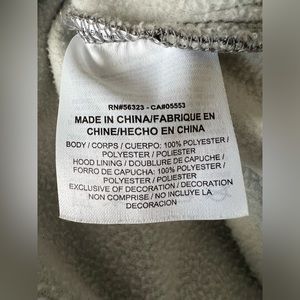 RN#56323 - CA#05553
MADE IN CHINA/FABRIQUE EN
CHINE/HECHO EN CHINA
BODY / CORPS / CUERPO: 100% POLYESTER /
POLYESTER / POLIESTER
HOOD LINING / DOUBLURE DE CAPUCHE /
FORRO DE CAPUCHA: 100% POLYESTER /
POLYESTER / POLIESTER
EXCLUSIVE OF DECORATION / DECORATION
NON COMPRISE / NO INCLUYE LA
DECORACION